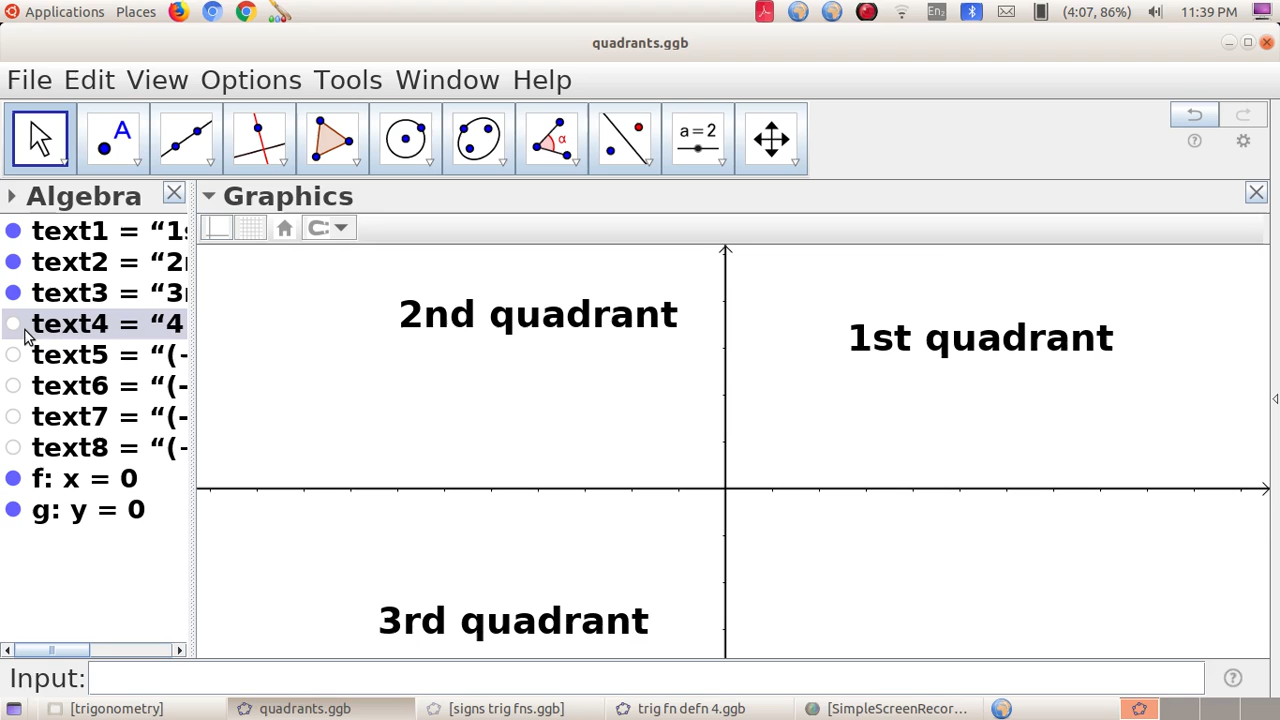 Applications Places En₂ (4:07, 86%) 11:39 PM
quadrants.ggb
File Edit View Options Tools Window Help
A α a=2
Algebra
Graphics
text1 = “1s
text2 = “2
text3 = “3
text4 = “4
text5 = “(-
text6 = “(-
text7 = “(-
text8 = “(-
f: x = 0
g: y = 0
2nd quadrant
1st quadrant
3rd quadrant
Input:
[trigonometry] quadrants.ggb [signs trig fns.ggb] trig fn defn 4.ggb [SimpleScreenRecor...